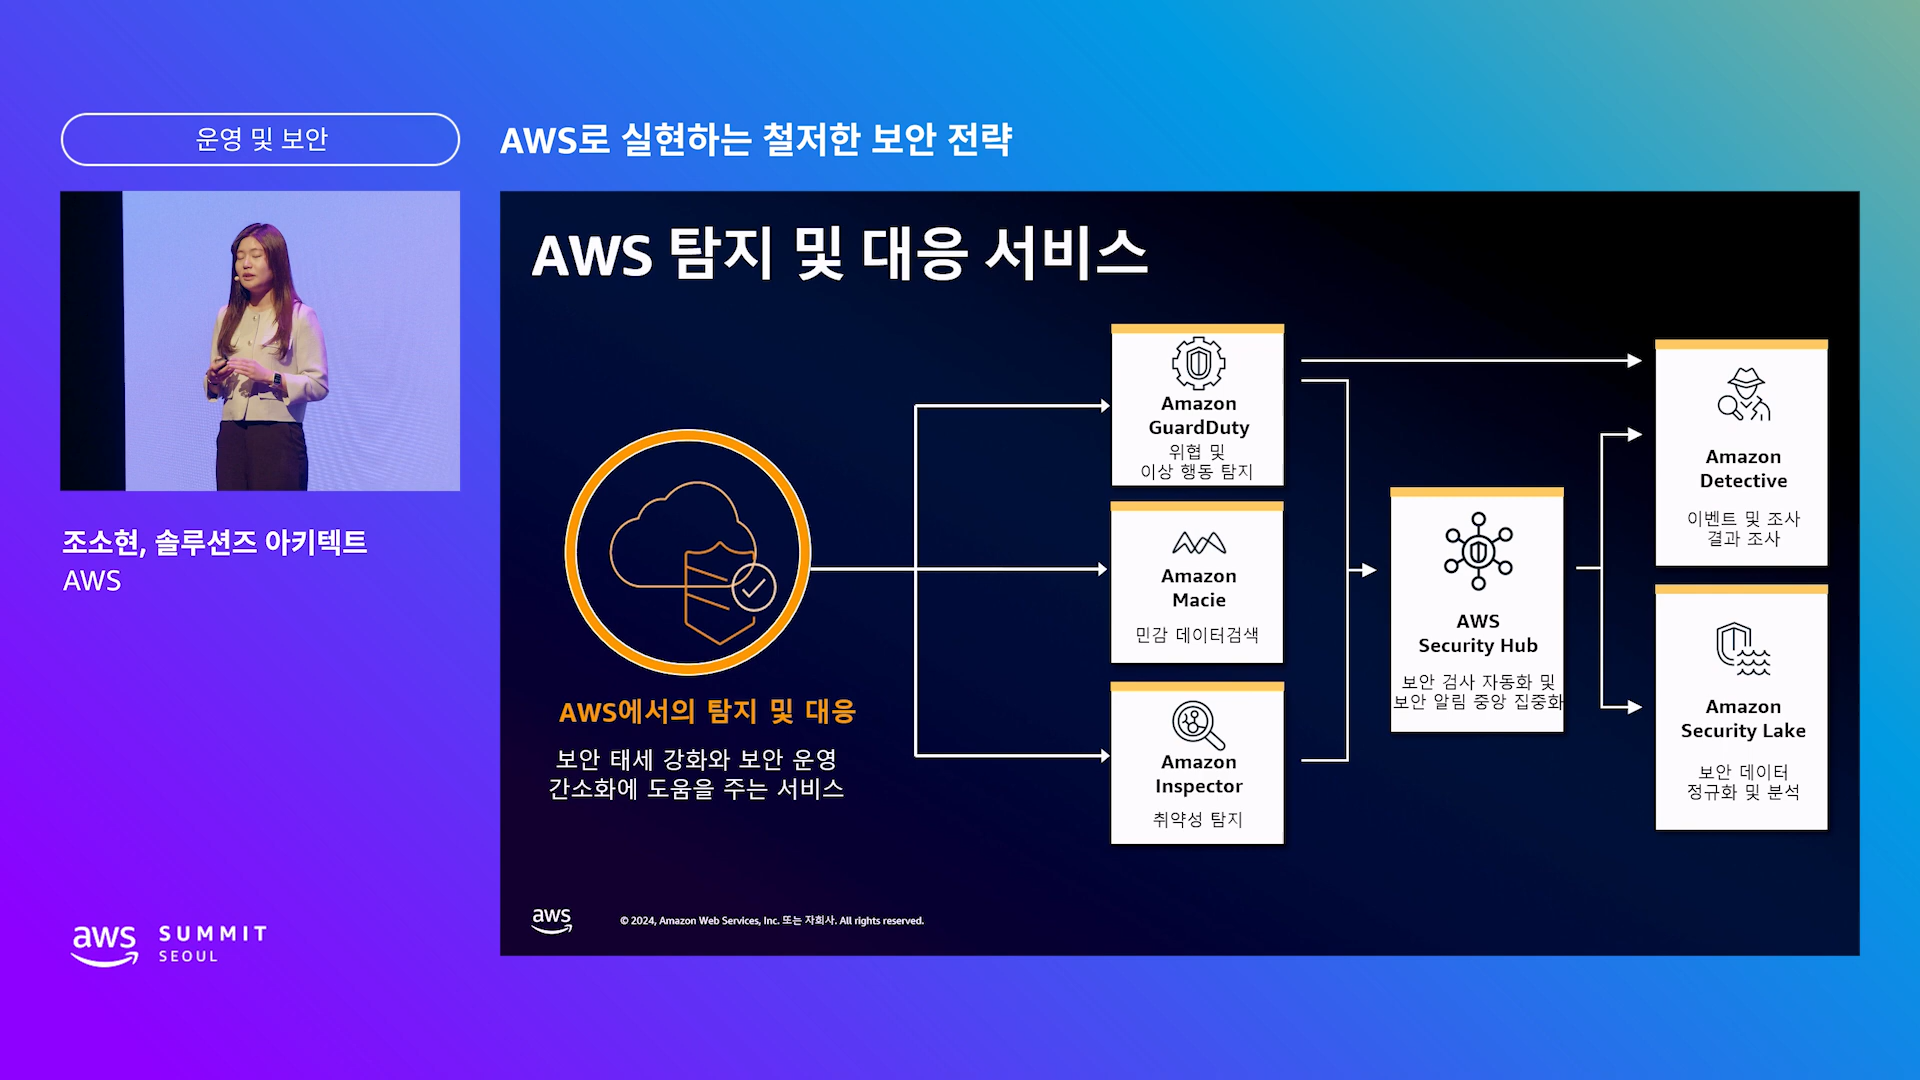 운영 및 보안
AWS로 실현하는 철저한 보안 전략
조소현, 솔루션즈 아키텍트
AWS
AWS 탐지 및 대응 서비스
AWS에서의 탐지 및 대응
보안 태세 강화와 보안 운영
간소화에 도움을 주는 서비스
Amazon
GuardDuty
위협 및
이상 행동 탐지
Amazon
Macie
민감 데이터검색
Amazon
Inspector
취약성 탐지
AWS
Security Hub
보안 검사 자동화 및
보안 알림 중앙 집중화
Amazon
Detective
이벤트 및 조사
결과 조사
Amazon
Security Lake
보안 데이터
정규화 및 분석
aws
© 2024, Amazon Web Services, Inc. 또는 자회사. All rights reserved.
aws SUMMIT
SEOUL